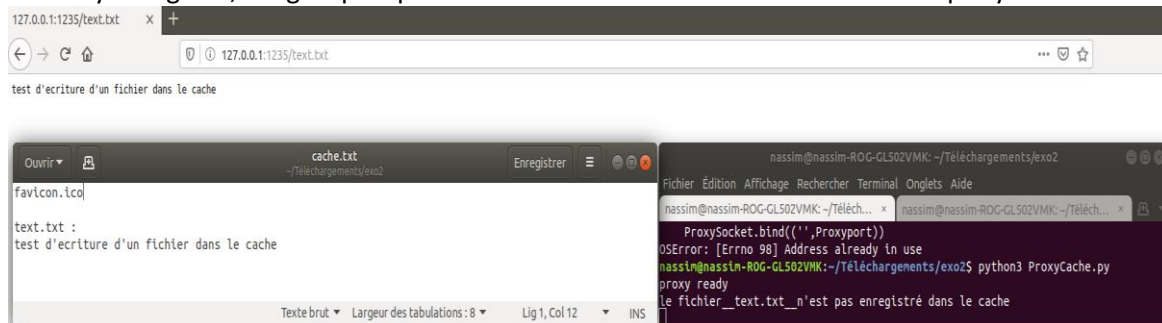 127.0.0.1:1235/text.txt × +
127.0.0.1:1235/text.txt
test d'ecriture d'un fichier dans le cache
Ouvrir
cache.txt
~/Téléchargements/exo2
Enregistrer
favicon.ico
text.txt :
test d'ecriture d'un fichier dans le cache
Texte brut Largeur des tabulations : 8 Lig 1, Col 12 INS
nassim@nassim-ROG-GL502VMK: ~/Téléchargements/exo2
Fichier Édition Affichage Rechercher Terminal Onglets Aide
nassim@nassim-ROG-GL502VMK: ~/Téléch... × nassim@nassim-ROG-GL502VMK: ~/Téléch... ×
ProxySocket.bind(('',Proxyport))
OSError: [Errno 98] Address already in use
nassim@nassim-ROG-GL502VMK:~/Téléchargements/exo2$ python3 ProxyCache.py
proxy ready
le fichier__text.txt__n'est pas enregistré dans le cache